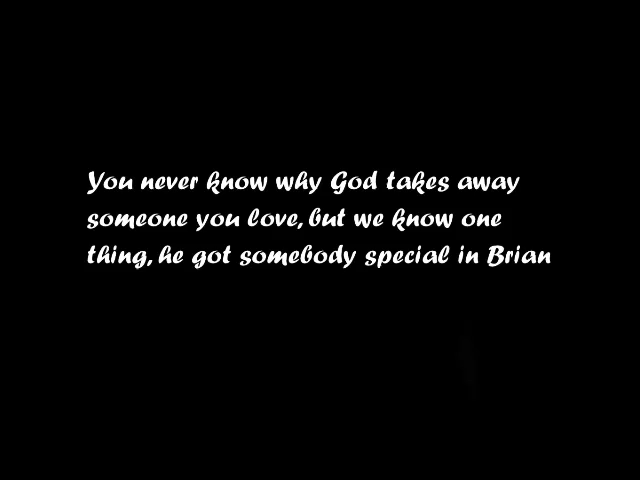 You never know why God takes away
someone you love, but we know one
thing, he got somebody special in Brian